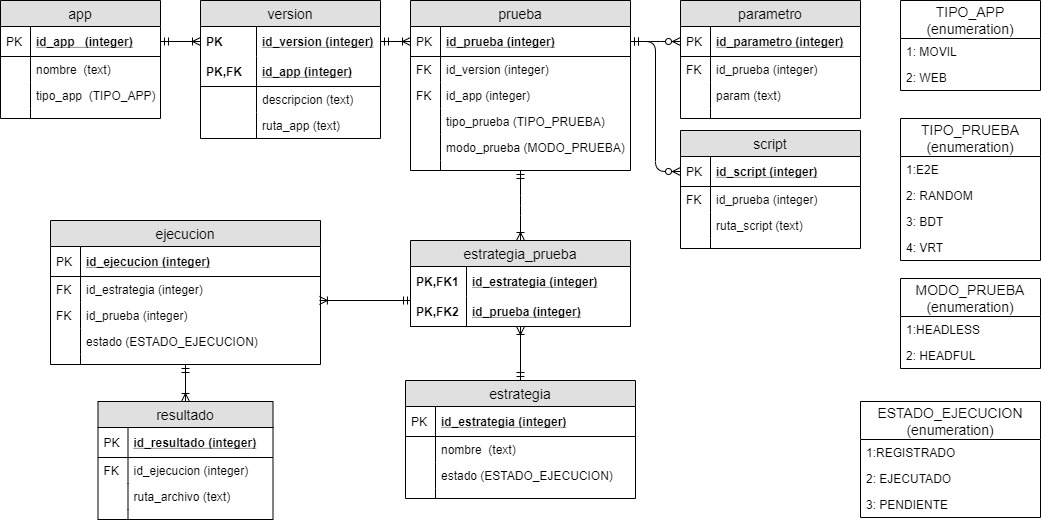 app
PK id_app (integer)
nombre (text)
tipo_app (TIPO_APP)
version
PK id_version (integer)
PK,FK id_app (integer)
descripcion (text)
ruta_app (text)
prueba
PK id_prueba (integer)
FK id_version (integer)
FK id_app (integer)
tipo_prueba (TIPO_PRUEBA)
modo_prueba (MODO_PRUEBA)
parametro
PK id_parametro (integer)
FK id_prueba (integer)
param (text)
script
PK id_script (integer)
FK id_prueba (integer)
ruta_script (text)
TIPO_APP
(enumeration)
1: MOVIL
2: WEB
TIPO_PRUEBA
(enumeration)
1:E2E
2: RANDOM
3: BDT
4: VRT
ejecucion
PK id_ejecucion (integer)
FK id_estrategia (integer)
FK id_prueba (integer)
estado (ESTADO_EJECUCION)
estrategia_prueba
PK,FK1 id_estrategia (integer)
PK,FK2 id_prueba (integer)
MODO_PRUEBA
(enumeration)
1:HEADLESS
2: HEADFUL
resultado
PK id_resultado (integer)
FK id_ejecucion (integer)
ruta_archivo (text)
estrategia
PK id_estrategia (integer)
nombre (text)
estado (ESTADO_EJECUCION)
ESTADO_EJECUCION
(enumeration)
1:REGISTRADO
2: EJECUTADO
3: PENDIENTE